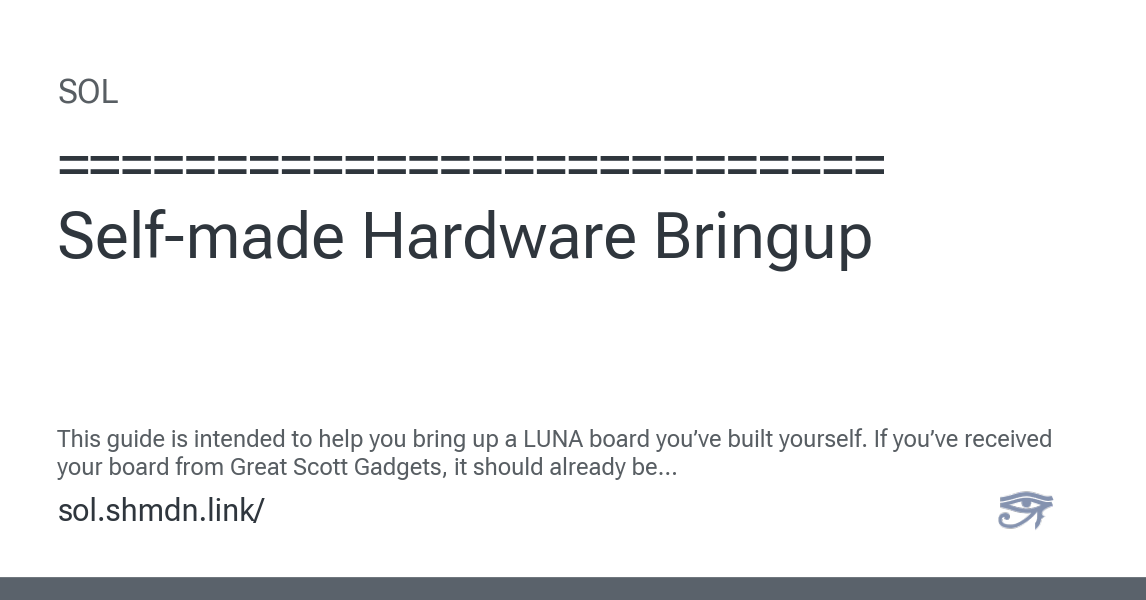 SOL
==========================
Self-made Hardware Bringup
This guide is intended to help you bring up a LUNA board you’ve built yourself. If you’ve received
your board from Great Scott Gadgets, it should already be...
sol.shmdn.link/